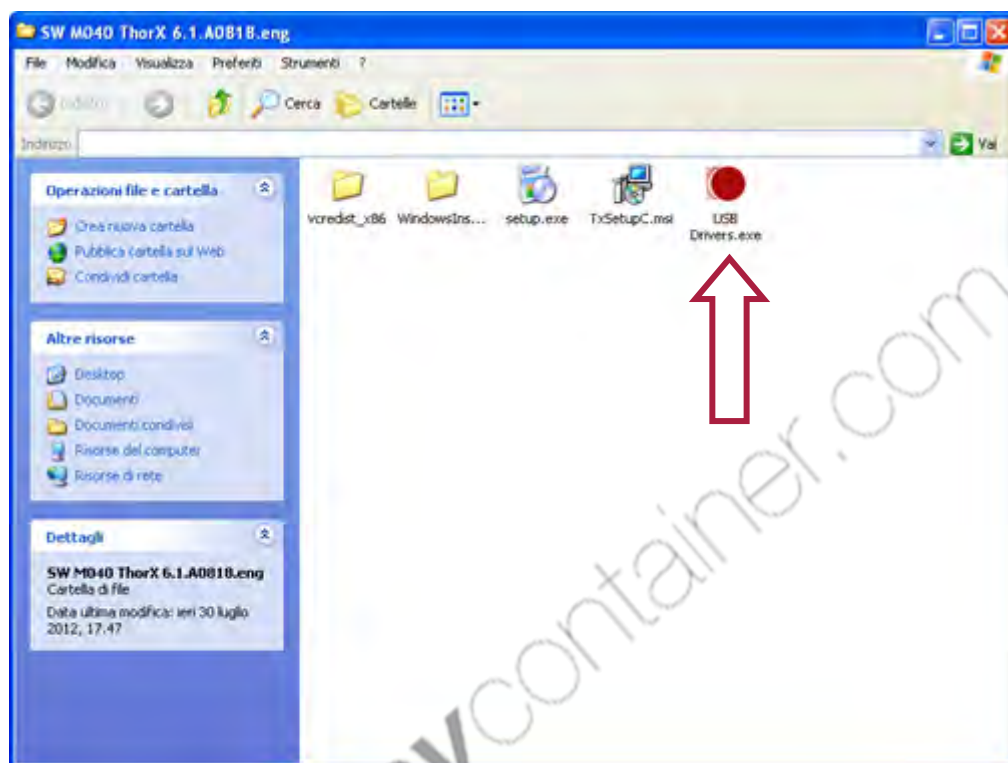 SW M040 ThorX 6.1.A0818.eng
File Modifica Visualizza Preferiti Strumenti ?
Indietro Cerca Cartelle
Indirizzo Vai
Operazioni file e cartella
Crea nuova cartella
Pubblica cartella sul Web
Condividi cartella
Altre risorse
Desktop
Documenti
Documenti condivisi
Risorse del computer
Risorse di rete
Dettagli
SW M040 ThorX 6.1.A0818.eng
Cartella di file
Data ultima modifica: ieri 30 luglio
2012, 17.47
vcredist_x86 WindowsIns... setup.exe TxSetupC.msi USB
Drivers.exe
ycontainer.com